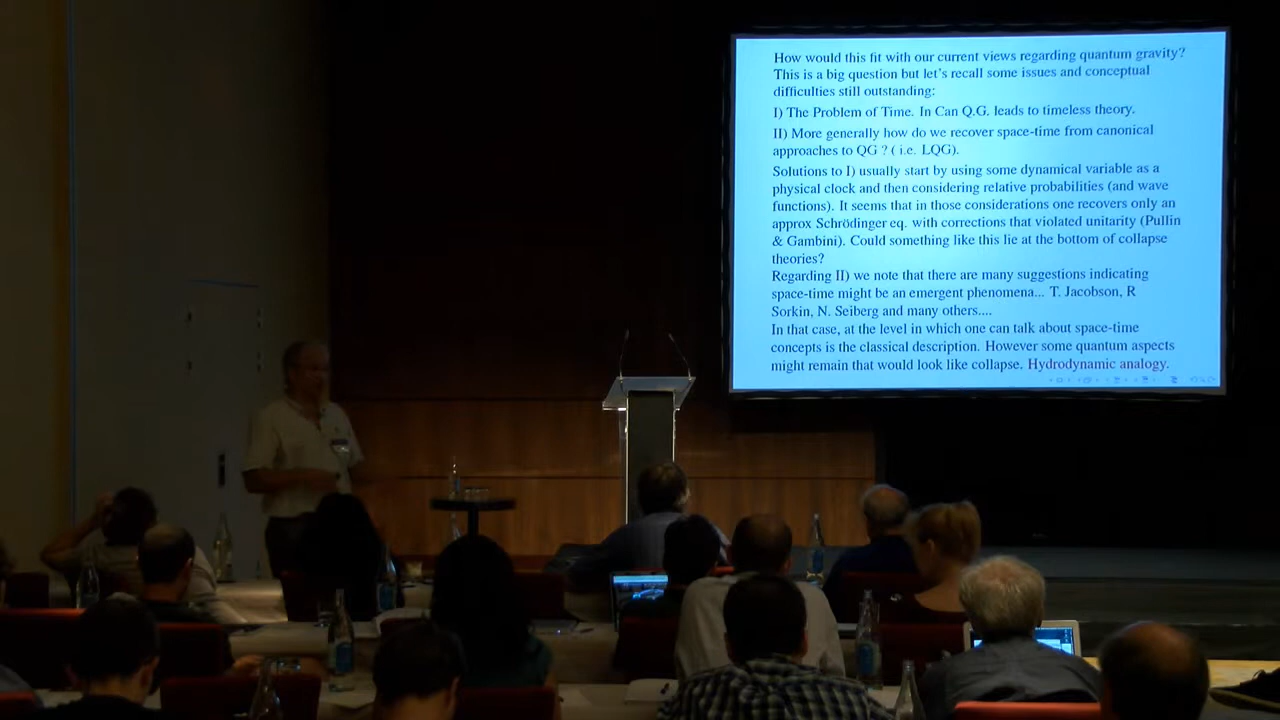 How would this fit with our current views regarding quantum gravity?
This is a big question but let's recall some issues and conceptual
difficulties still outstanding:
I) The Problem of Time. In Can Q.G. leads to timeless theory.
II) More generally how do we recover space-time from canonical
approaches to QG ? ( i.e. LQG).
Solutions to I) usually start by using some dynamical variable as a
physical clock and then considering relative probabilities (and wave
functions). It seems that in those considerations one recovers only an
approx Schrödinger eq. with corrections that violated unitarity (Pullin
& Gambini). Could something like this lie at the bottom of collapse
theories?
Regarding II) we note that there are many suggestions indicating
space-time might be an emergent phenomena... T. Jacobson, R
Sorkin, N. Seiberg and many others....
In that case, at the level in which one can talk about space-time
concepts is the classical description. However some quantum aspects
might remain that would look like collapse. Hydrodynamic analogy.